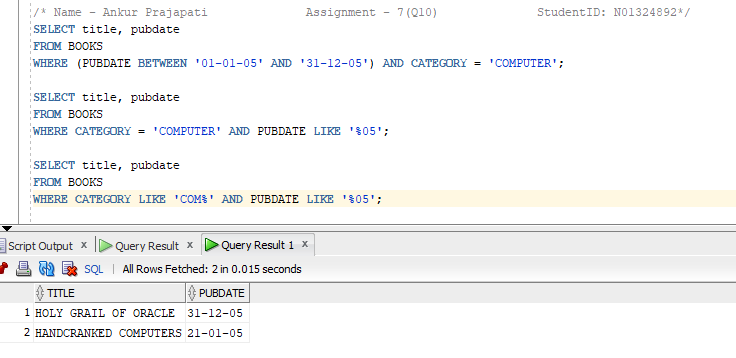 /* Name - Ankur Prajapati Assignment - 7(Q10) StudentID: N01324892*/
SELECT title, pubdate
FROM BOOKS
WHERE (PUBDATE BETWEEN '01-01-05' AND '31-12-05') AND CATEGORY = 'COMPUTER';
SELECT title, pubdate
FROM BOOKS
WHERE CATEGORY = 'COMPUTER' AND PUBDATE LIKE '%05';
SELECT title, pubdate
FROM BOOKS
WHERE CATEGORY LIKE 'COM%' AND PUBDATE LIKE '%05';
Script Output x Query Result x Query Result 1 x
SQL All Rows Fetched: 2 in 0.015 seconds
TITLE PUBDATE
1 HOLY GRAIL OF ORACLE 31-12-05
2 HANDCRANKED COMPUTERS 21-01-05